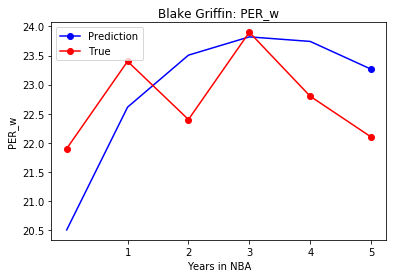 Blake Griffin: PER_w
Prediction
True
24.0
23.5
23.0
22.5
22.0
21.5
21.0
20.5
PER_w
1 2 3 4 5
Years in NBA